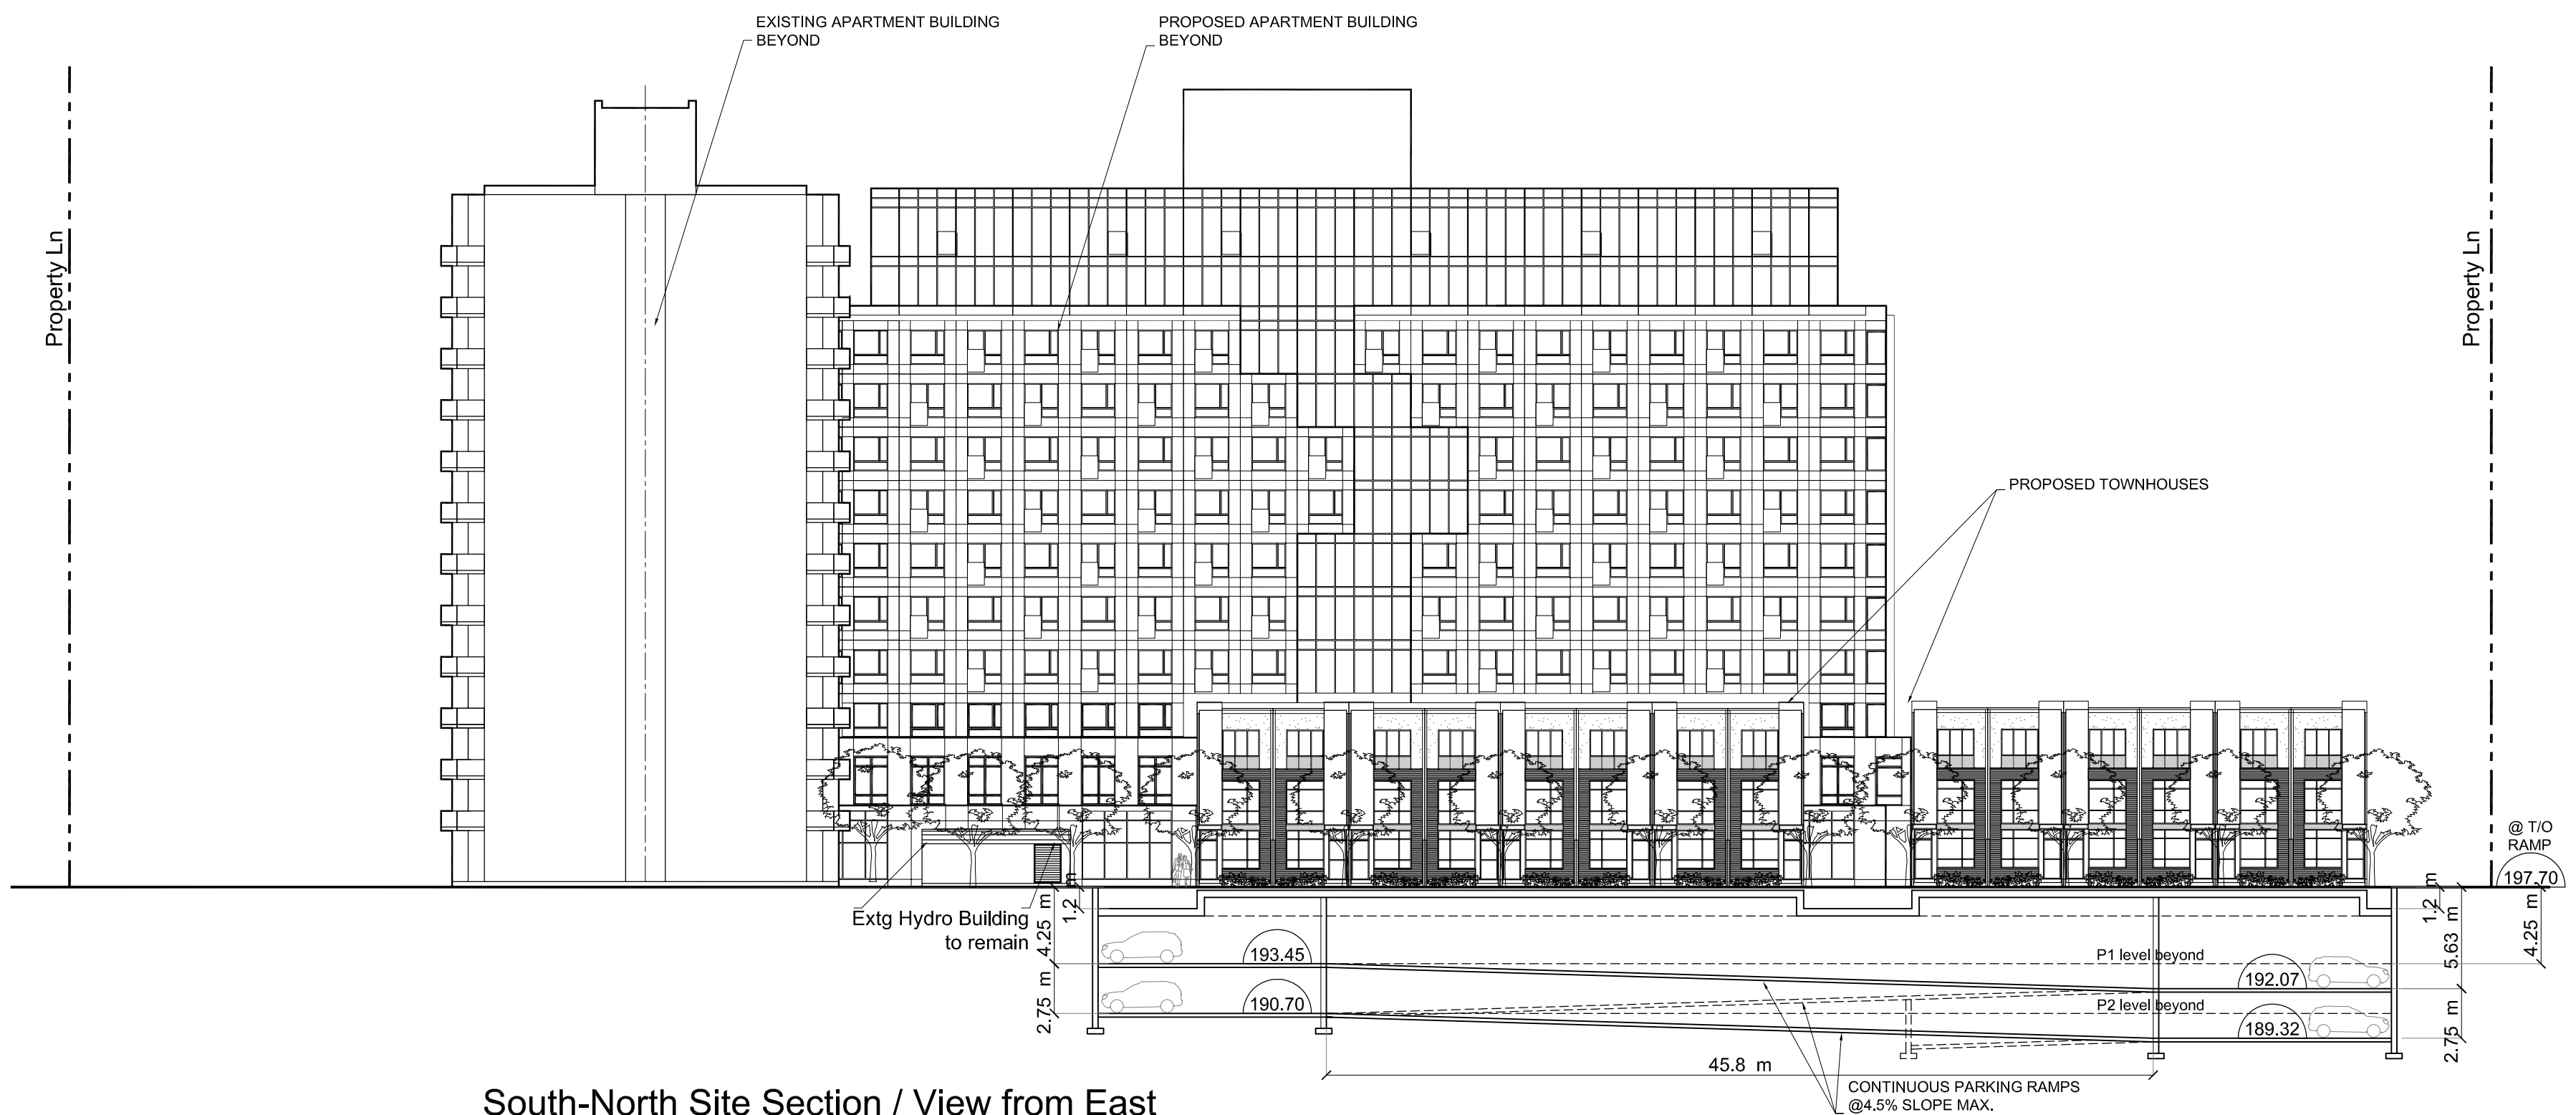 EXISTING APARTMENT BUILDING
BEYOND
PROPOSED APARTMENT BUILDING
BEYOND
Property Ln
Property Ln
PROPOSED TOWNHOUSES
@ T/O
RAMP
197.70
Extg Hydro Building
to remain
4.25 m
1.2 m
2.75 m
193.45
190.70
P1 level beyond
192.07
P2 level beyond
189.32
1.2 m
5.63 m
4.25 m
2.75 m
45.8 m
CONTINUOUS PARKING RAMPS
@4.5% SLOPE MAX.
South-North Site Section / View from East